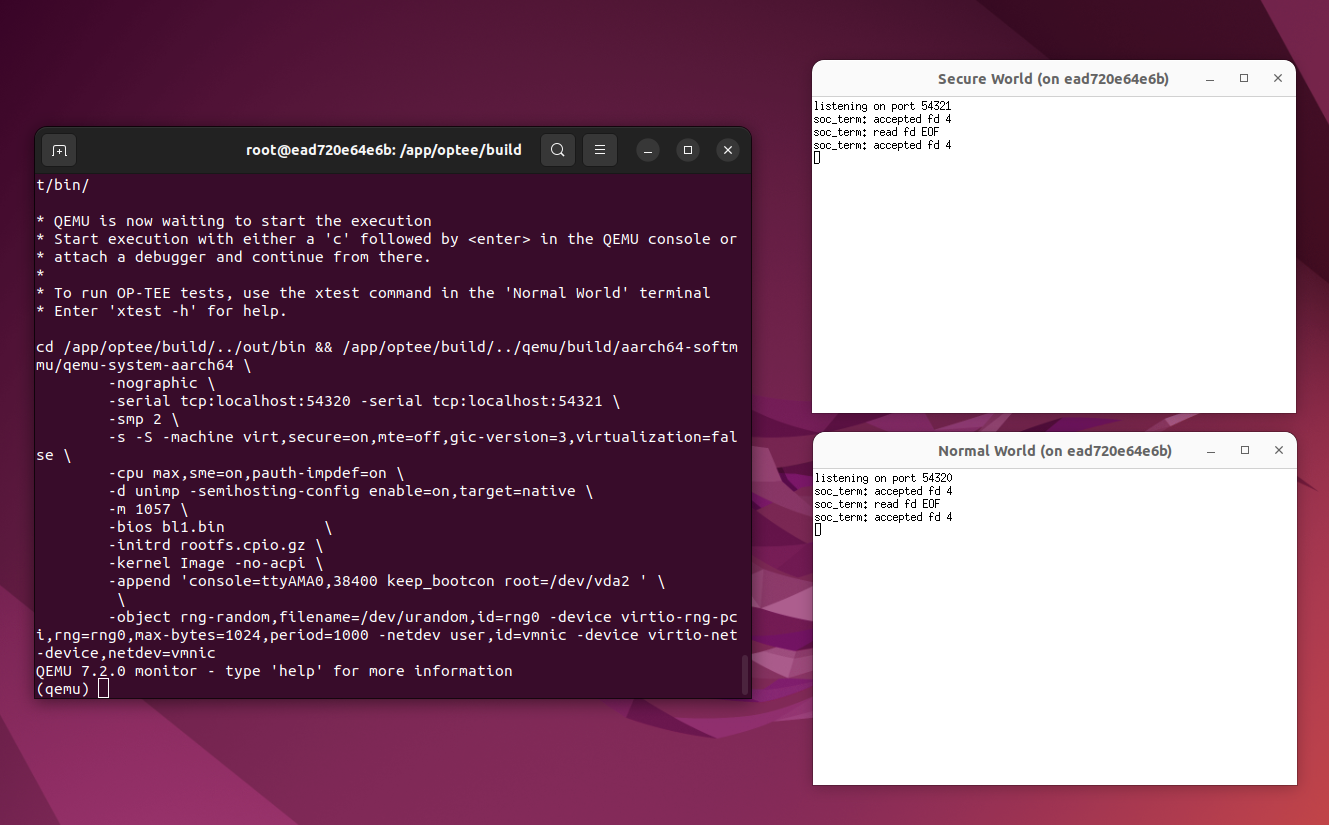 root@ead720e64e6b: /app/optee/build
t/bin/
* QEMU is now waiting to start the execution
* Start execution with either a 'c' followed by <enter> in the QEMU console or
* attach a debugger and continue from there.
*
* To run OP-TEE tests, use the xtest command in the 'Normal World' terminal
* Enter 'xtest -h' for help.
cd /app/optee/build/../out/bin && /app/optee/build/../qemu/build/aarch64-softm
mu/qemu-system-aarch64 \
-nographic \
-serial tcp:localhost:54320 -serial tcp:localhost:54321 \
-smp 2 \
-s -S -machine virt,secure=on,mte=off,gic-version=3,virtualization=fal
se \
-cpu max,sme=on,pauth-impdef=on \
-d unimp -semihosting-config enable=on,target=native \
-m 1057 \
-bios bl1.bin \
-initrd rootfs.cpio.gz \
-kernel Image -no-acpi \
-append 'console=ttyAMA0,38400 keep_bootcon root=/dev/vda2 ' \
\
-object rng-random,filename=/dev/urandom,id=rng0 -device virtio-rng-pc
i,rng=rng0,max-bytes=1024,period=1000 -netdev user,id=vmnic -device virtio-net
-device,netdev=vmnic
QEMU 7.2.0 monitor - type 'help' for more information
(qemu)
Secure World (on ead720e64e6b)
listening on port 54321
soc_term: accepted fd 4
soc_term: read fd EOF
soc_term: accepted fd 4
Normal World (on ead720e64e6b)
listening on port 54320
soc_term: accepted fd 4
soc_term: read fd EOF
soc_term: accepted fd 4